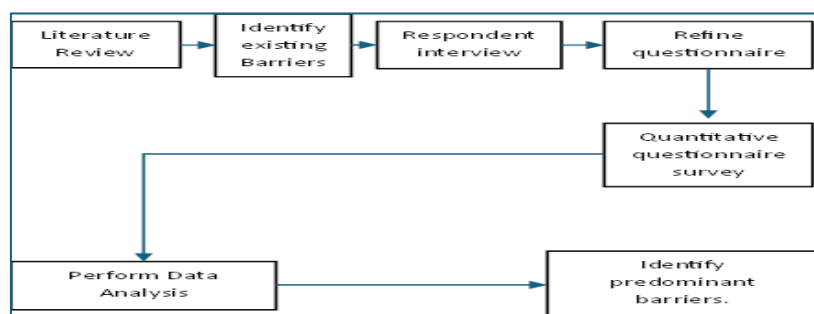 Literature
Review
Identify
existing
Barriers
Respondent
interview
Refine
questionnaire
Quantitative
questionnaire
survey
Perform Data
Analysis
Identify
predominant
barriers.